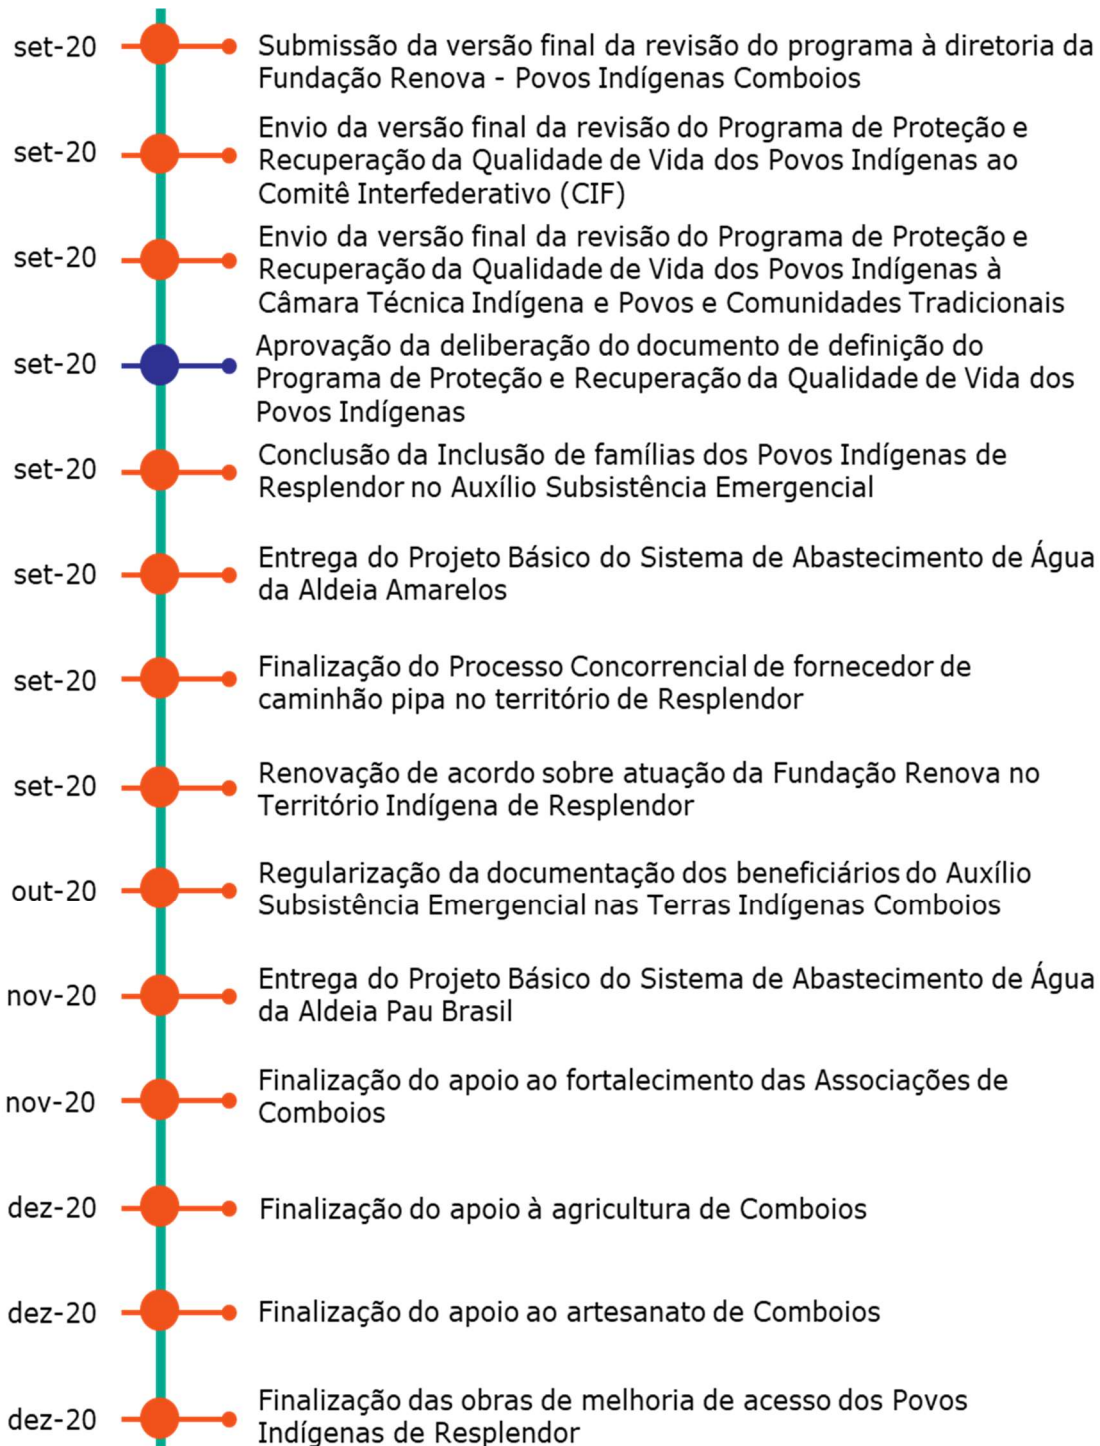 set-20
Submissão da versão final da revisão do programa à diretoria da
Fundação Renova - Povos Indígenas Comboios
set-20
Envio da versão final da revisão do Programa de Proteção e
Recuperação da Qualidade de Vida dos Povos Indígenas ao
Comitê Interfederativo (CIF)
set-20
Envio da versão final da revisão do Programa de Proteção e
Recuperação da Qualidade de Vida dos Povos Indígenas à
Câmara Técnica Indígena e Povos e Comunidades Tradicionais
set-20
Aprovação da deliberação do documento de definição do
Programa de Proteção e Recuperação da Qualidade de Vida dos
Povos Indígenas
set-20
Conclusão da Inclusão de famílias dos Povos Indígenas de
Resplendor no Auxílio Subsistência Emergencial
set-20
Entrega do Projeto Básico do Sistema de Abastecimento de Água
da Aldeia Amarelos
set-20
Finalização do Processo Concorrencial de fornecedor de
caminhão pipa no território de Resplendor
set-20
Renovação de acordo sobre atuação da Fundação Renova no
Território Indígena de Resplendor
out-20
Regularização da documentação dos beneficiários do Auxílio
Subsistência Emergencial nas Terras Indígenas Comboios
nov-20
Entrega do Projeto Básico do Sistema de Abastecimento de Água
da Aldeia Pau Brasil
nov-20
Finalização do apoio ao fortalecimento das Associações de
Comboios
dez-20
Finalização do apoio à agricultura de Comboios
dez-20
Finalização do apoio ao artesanato de Comboios
dez-20
Finalização das obras de melhoria de acesso dos Povos
Indígenas de Resplendor